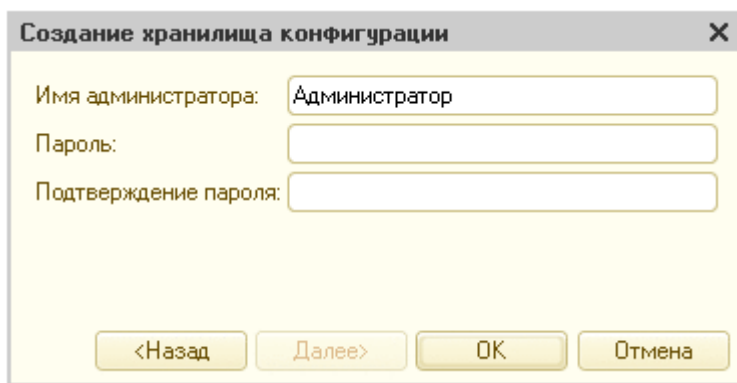 Создание хранилища конфигурации
Имя администратора: Администратор
Пароль:
Подтверждение пароля:
<Назад Далее> OK Отмена